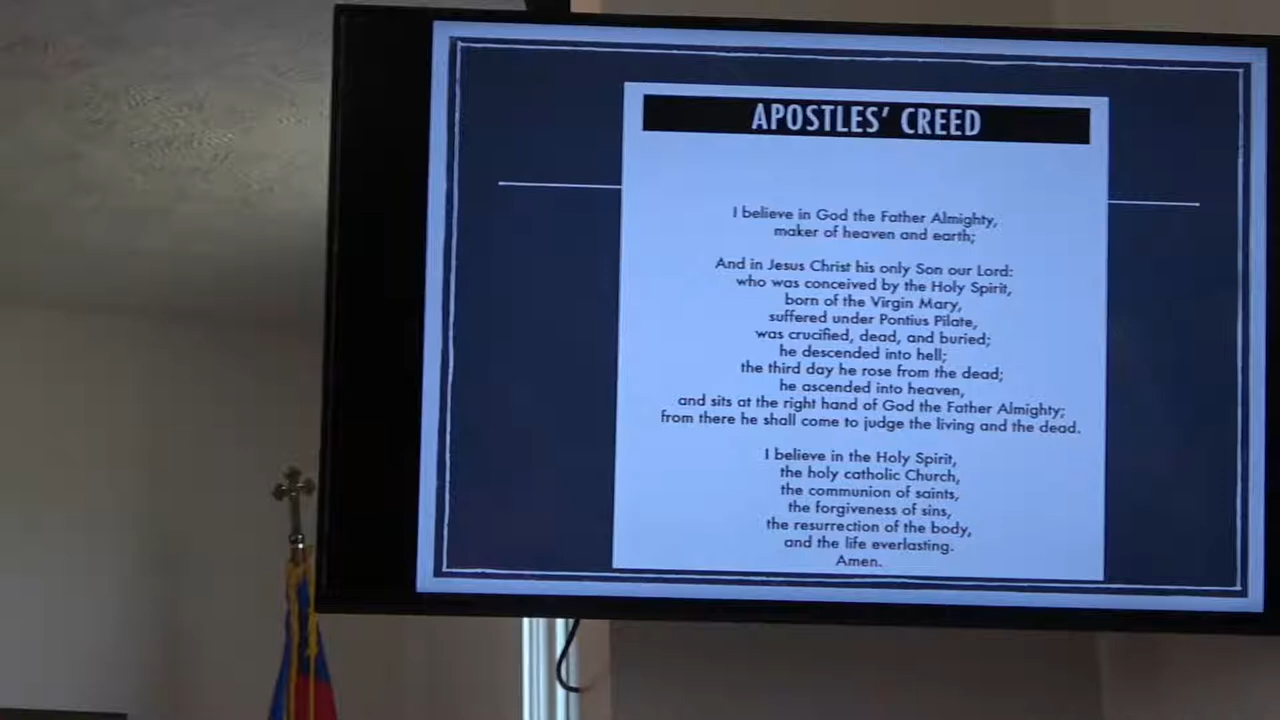 APOSTLES' CREED
I believe in God the Father Almighty,
maker of heaven and earth;
And in Jesus Christ his only Son our Lord:
who was conceived by the Holy Spirit,
born of the Virgin Mary,
suffered under Pontius Pilate,
was crucified, dead, and buried;
he descended into hell;
the third day he rose from the dead;
he ascended into heaven,
and sits at the right hand of God the Father Almighty;
from there he shall come to judge the living and the dead.
I believe in the Holy Spirit,
the holy catholic Church,
the communion of saints,
the forgiveness of sins,
the resurrection of the body,
and the life everlasting.
Amen.